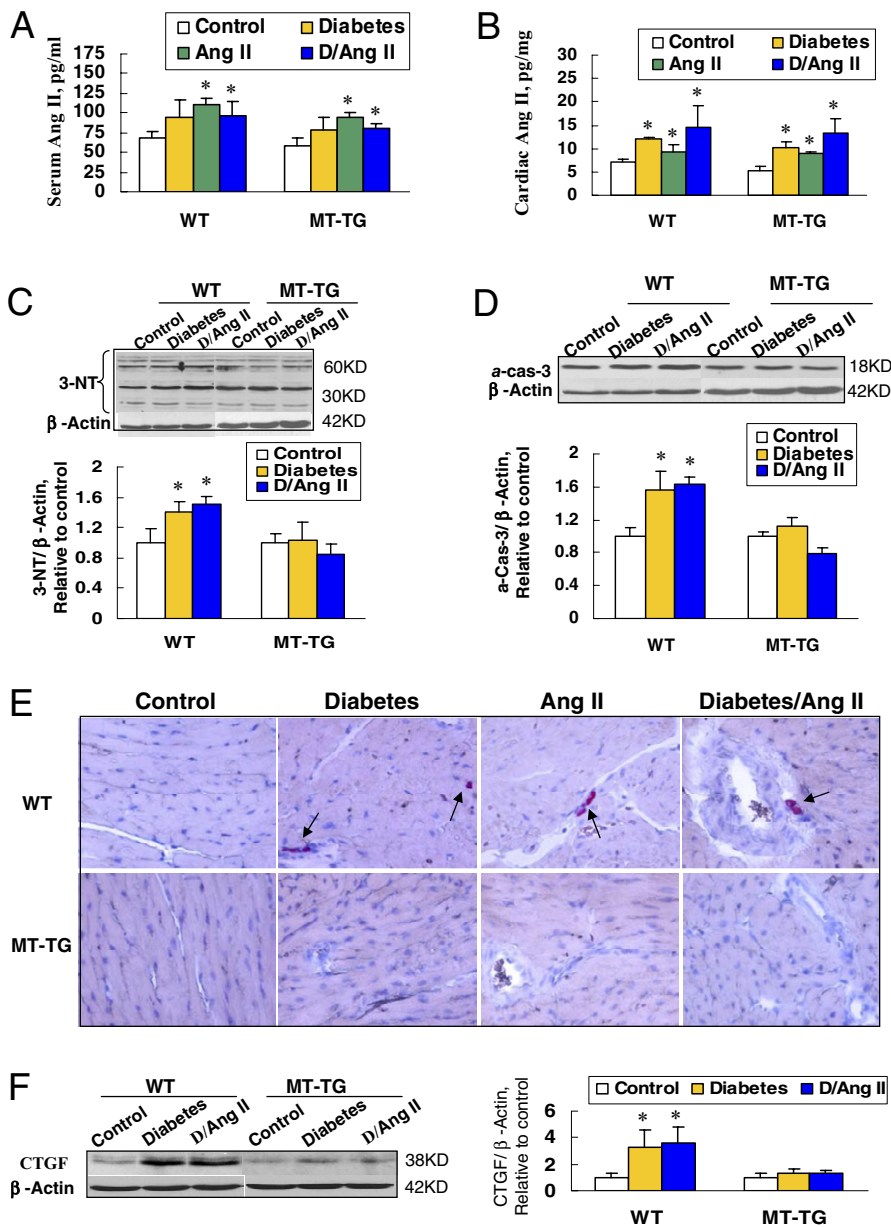 A
Control
Diabetes
Ang II
D/Ang II
Serum Ang II, pg/ml
175
150
125
100
75
50
25
0
* * * *
WT
MT-TG
B
Control
Diabetes
Ang II
D/Ang II
Cardiac Ang II, pg/mg
30
25
20
15
10
5
0
* * * * * *
WT
MT-TG
C
WT
MT-TG
Control
Diabetes
D/Ang II
Control
Diabetes
D/Ang II
3-NT
60KD
30KD
β -Actin
42KD
Control
Diabetes
D/Ang II
3-NT/ β -Actin,
Relative to control
2
1.6
1.2
0.8
0.4
0
* *
WT
MT-TG
D
WT
MT-TG
Control
Diabetes
D/Ang II
Control
Diabetes
D/Ang II
a-cas-3
18KD
β -Actin
42KD
Control
Diabetes
D/Ang II
a-Cas-3/ β -Actin,
Relative to control
2
1.6
1.2
0.8
0.4
0
* *
WT
MT-TG
E
Control
Diabetes
Ang II
Diabetes/Ang II
WT
MT-TG
F
WT
MT-TG
Control
Diabetes
D/Ang II
Control
Diabetes
D/Ang II
CTGF
38KD
β -Actin
42KD
Control
Diabetes
D/Ang II
CTGF/ β -Actin,
Relative to control
6
4
2
0
* *
WT
MT-TG